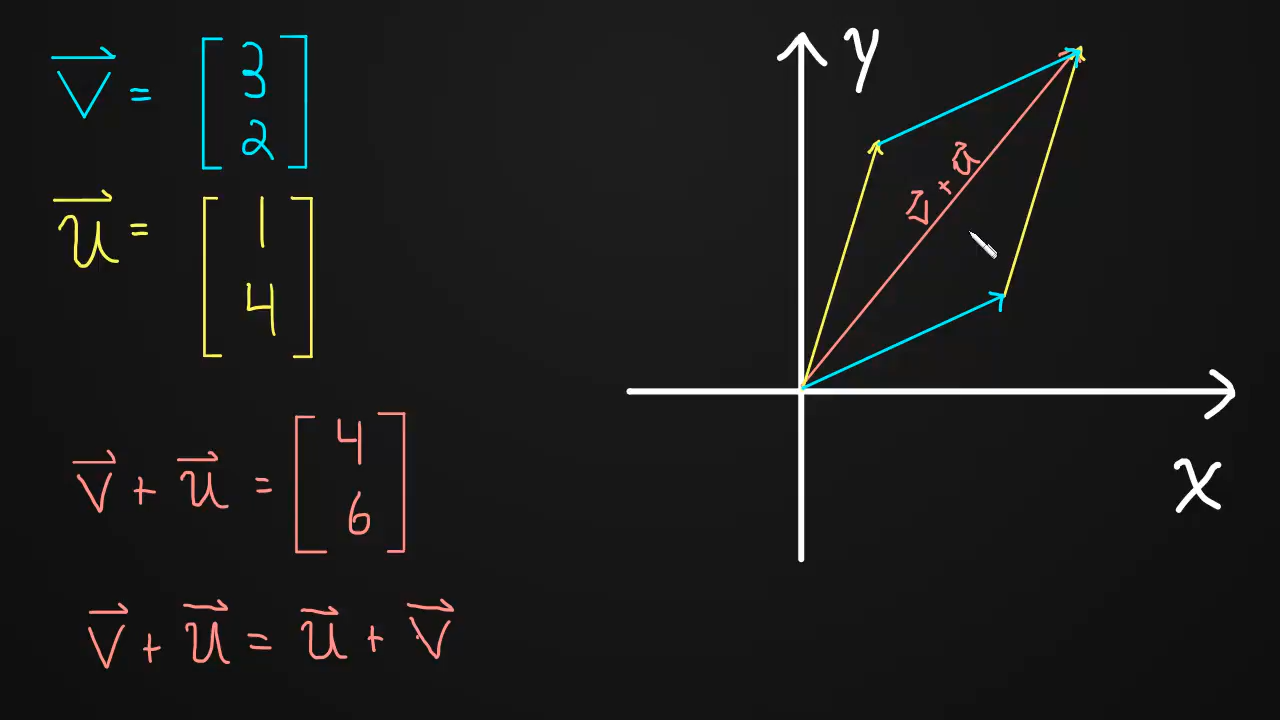 v⃗ = [3 2]
u⃗ = [1 4]
v⃗ + u⃗ = [4 6]
v⃗ + u⃗ = u⃗ + v⃗
y
v⃗ + u⃗
x